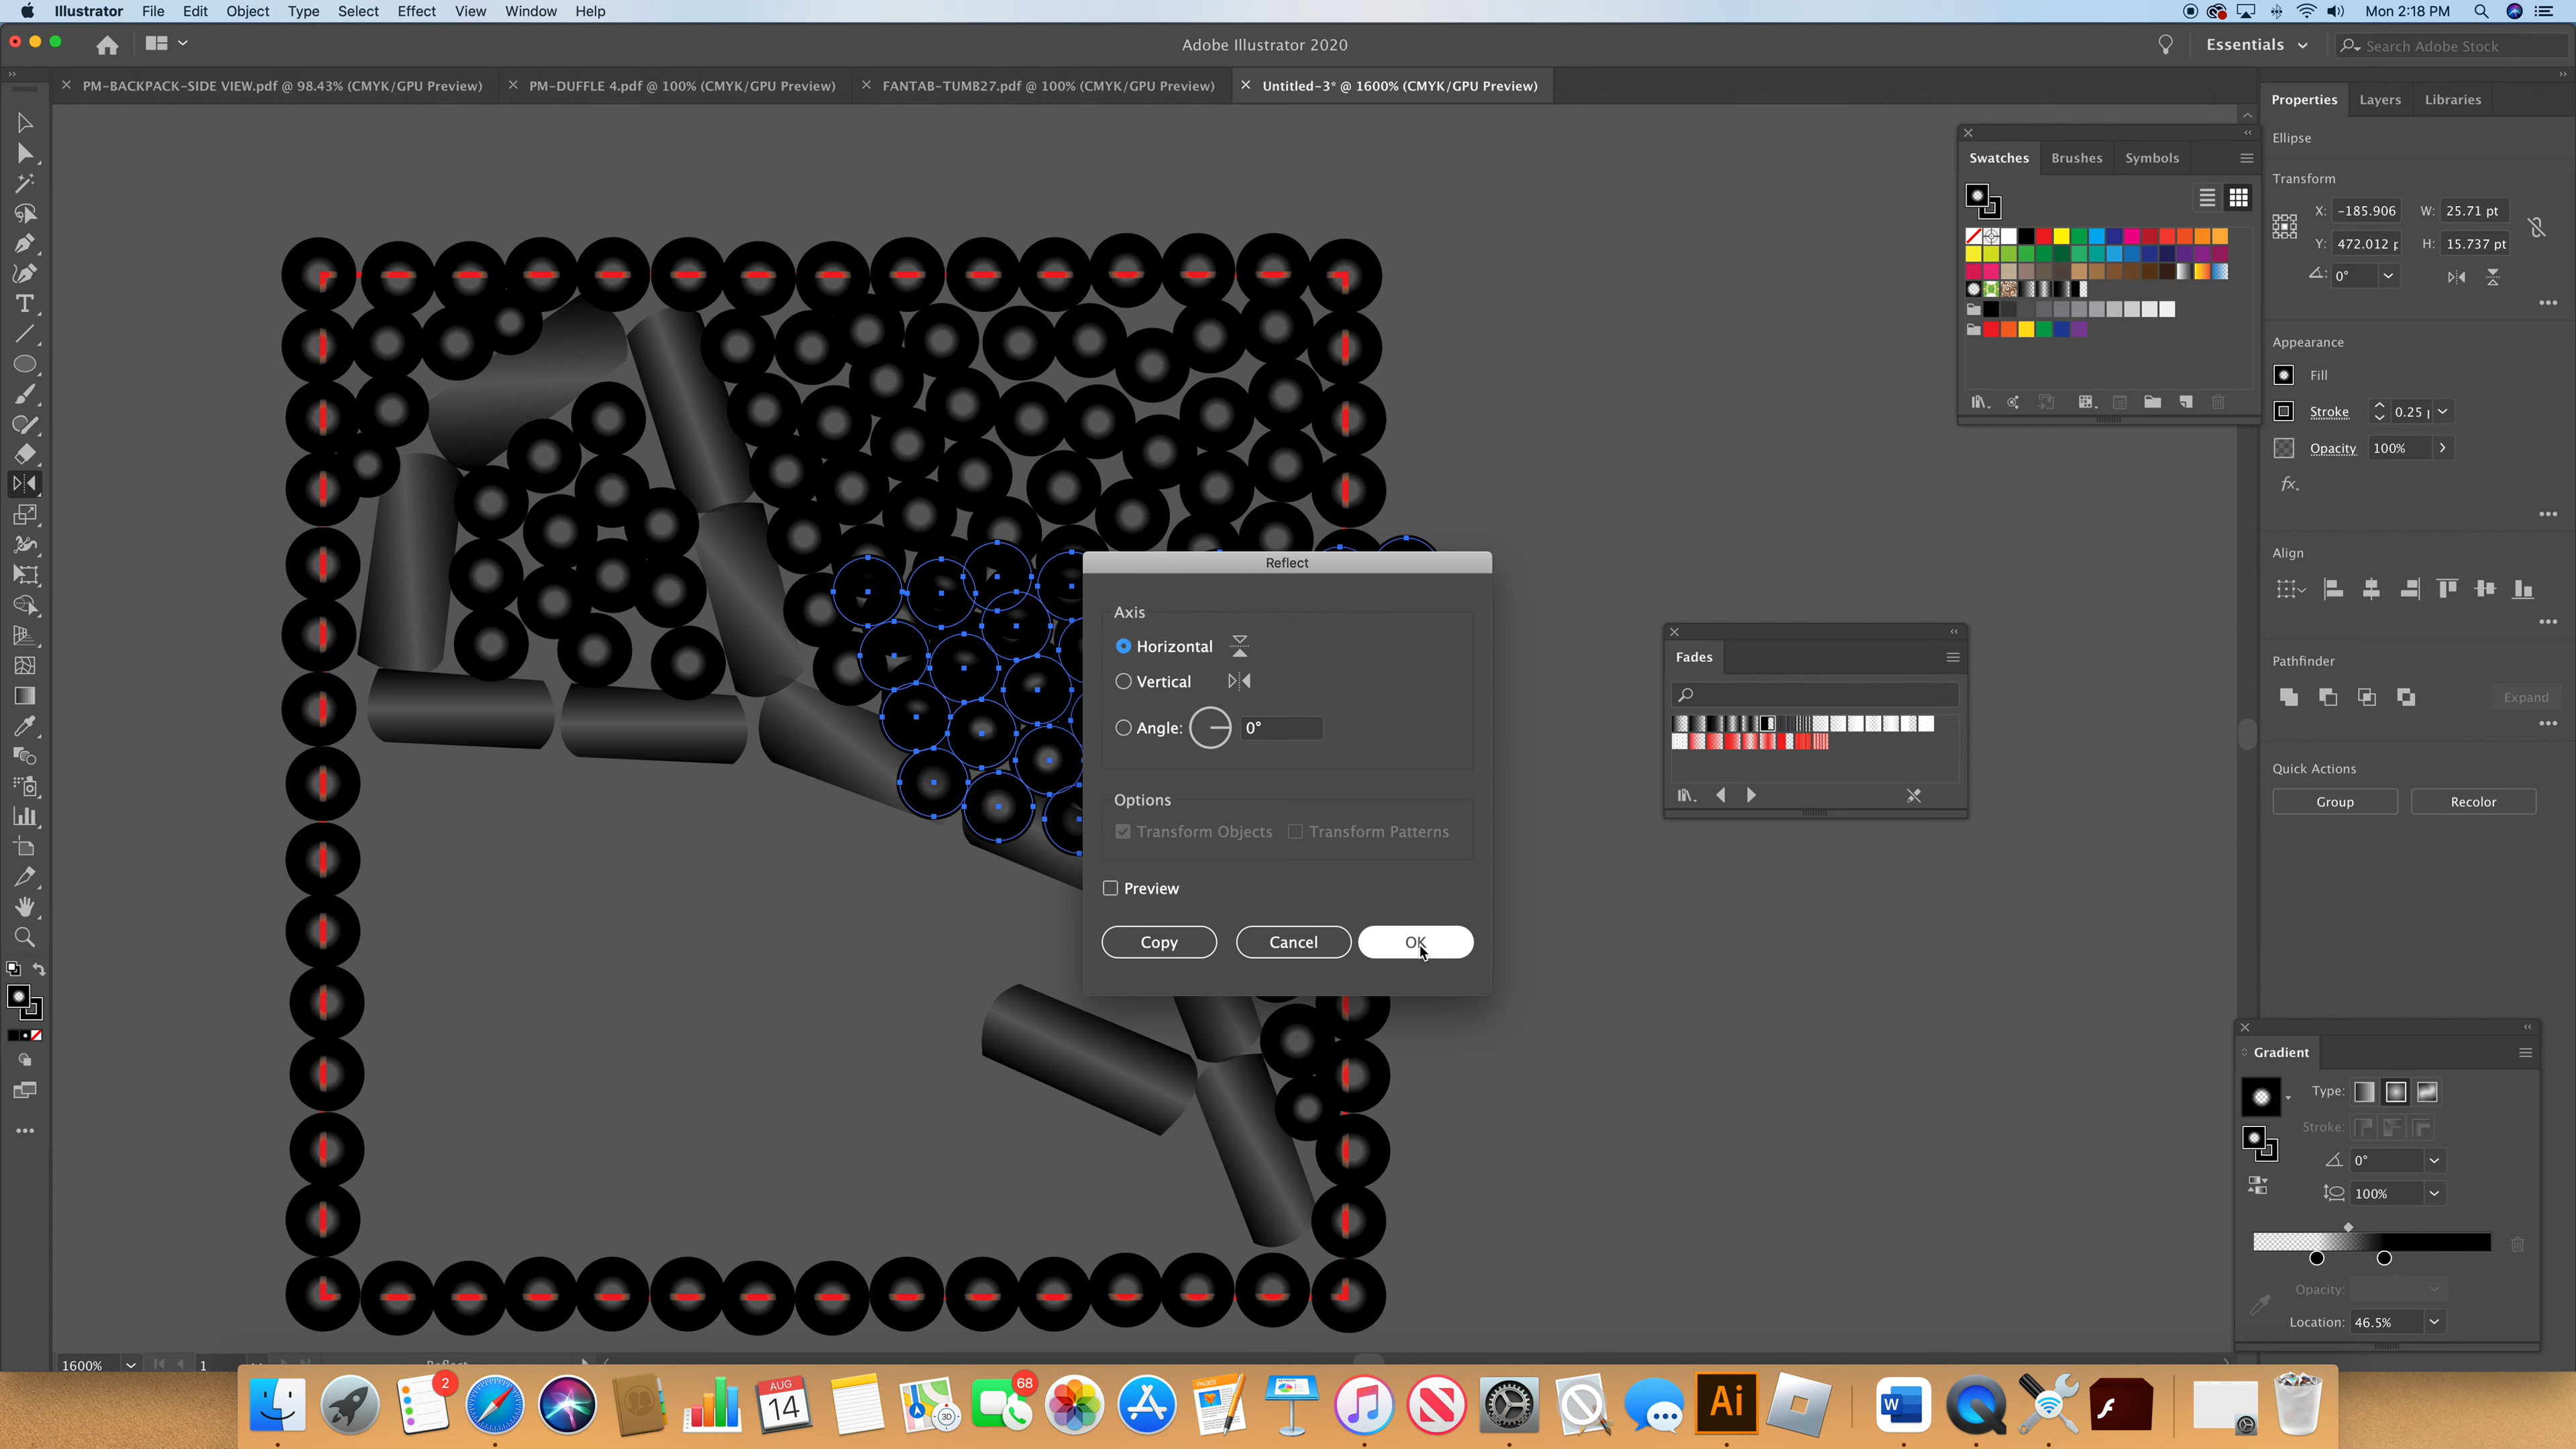 Illustrator File Edit Object Type Select Effect View Window Help
Mon 2:18 PM
Adobe Illustrator 2020
Essentials
Search Adobe Stock
PM-BACKPACK-SIDE VIEW.pdf @ 98.43% (CMYK/GPU Preview)
PM-DUFFLE 4.pdf @ 100% (CMYK/GPU Preview)
FANTAB-TUMB27.pdf @ 100% (CMYK/GPU Preview)
Untitled-3* @ 1600% (CMYK/GPU Preview)
Properties Layers Libraries
Ellipse
Transform
X: -185.906 W: 25.71 pt
Y: 472.012 H: 15.737 pt
0°
Appearance
Fill
Stroke 0.25
Opacity 100%
fx.
Align
Pathfinder
Expand
Quick Actions
Group Recolor
Swatches Brushes Symbols
Fades
Reflect
Axis
Horizontal
Vertical
Angle: 0°
Options
Transform Objects Transform Patterns
Preview
Copy Cancel OK
Gradient
Type:
Stroke:
0°
100%
Opacity:
Location: 46.5%
1600% 1 Reflect
2
AUG
14
3D
68
Ai
W